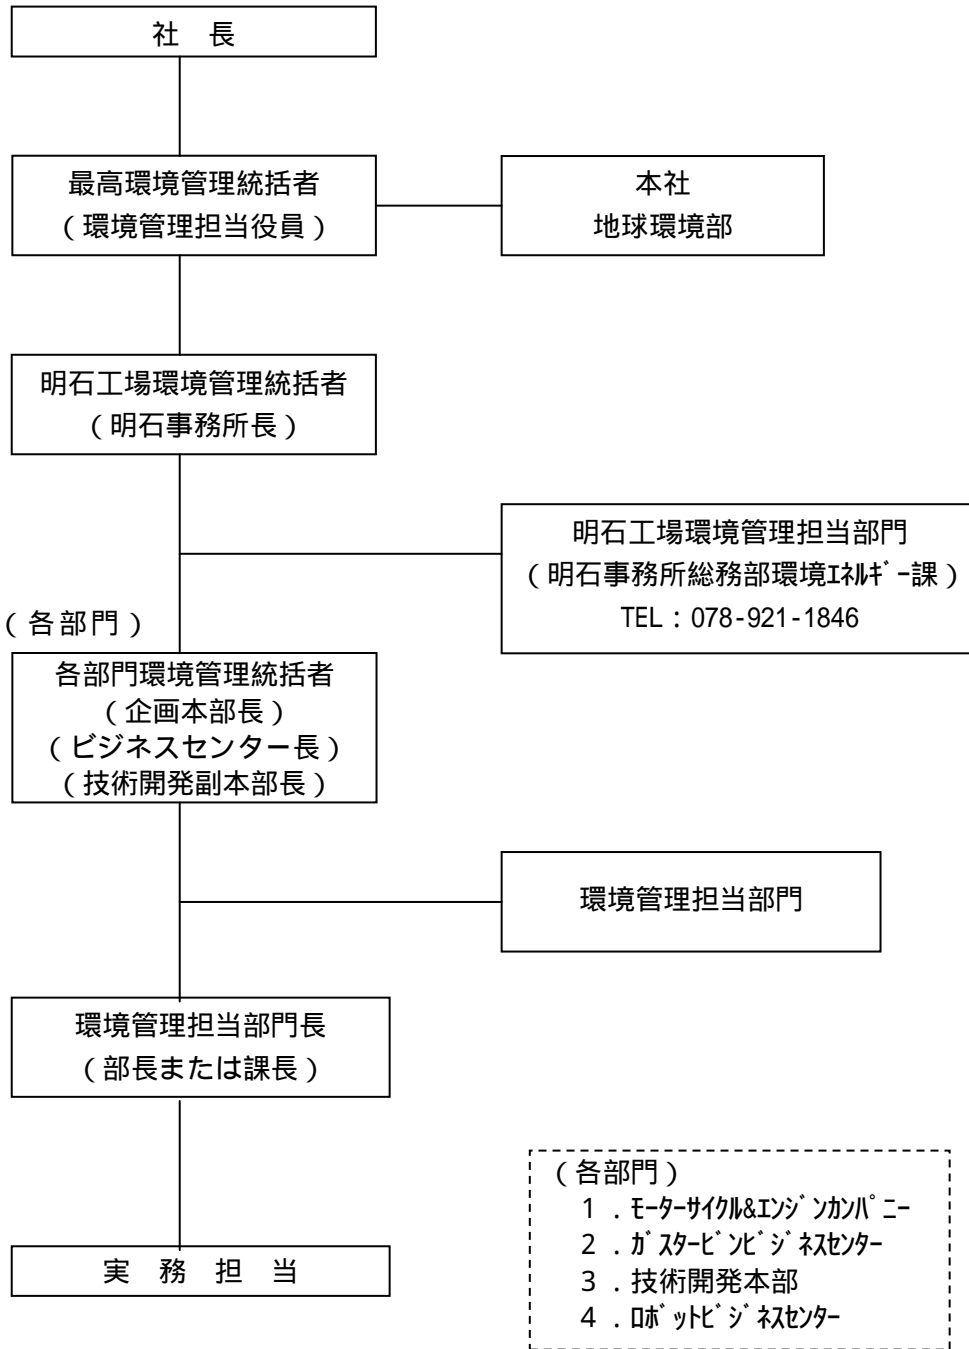 社　長
最高環境管理統括者
（環境管理担当役員）
本社
地球環境部
明石工場環境管理統括者
（明石事務所長）
明石工場環境管理担当部門
（明石事務所総務部環境ｴﾈﾙｷﾞｰ課）
TEL：078-921-1846
（各部門）
各部門環境管理統括者
（企画本部長）
（ビジネスセンター長）
（技術開発副本部長）
環境管理担当部門
環境管理担当部門長
（部長または課長）
実　務　担　当
（各部門）
１．ﾓｰﾀｰｻｲｸﾙ&ｴﾝｼﾞﾝｶﾝﾊﾟﾆｰ
２．ｶﾞｽﾀｰﾋﾞﾝﾋﾞｼﾞﾈｽｾﾝﾀｰ
３．技術開発本部
４．ﾛﾎﾞｯﾄﾋﾞｼﾞﾈｽｾﾝﾀｰ